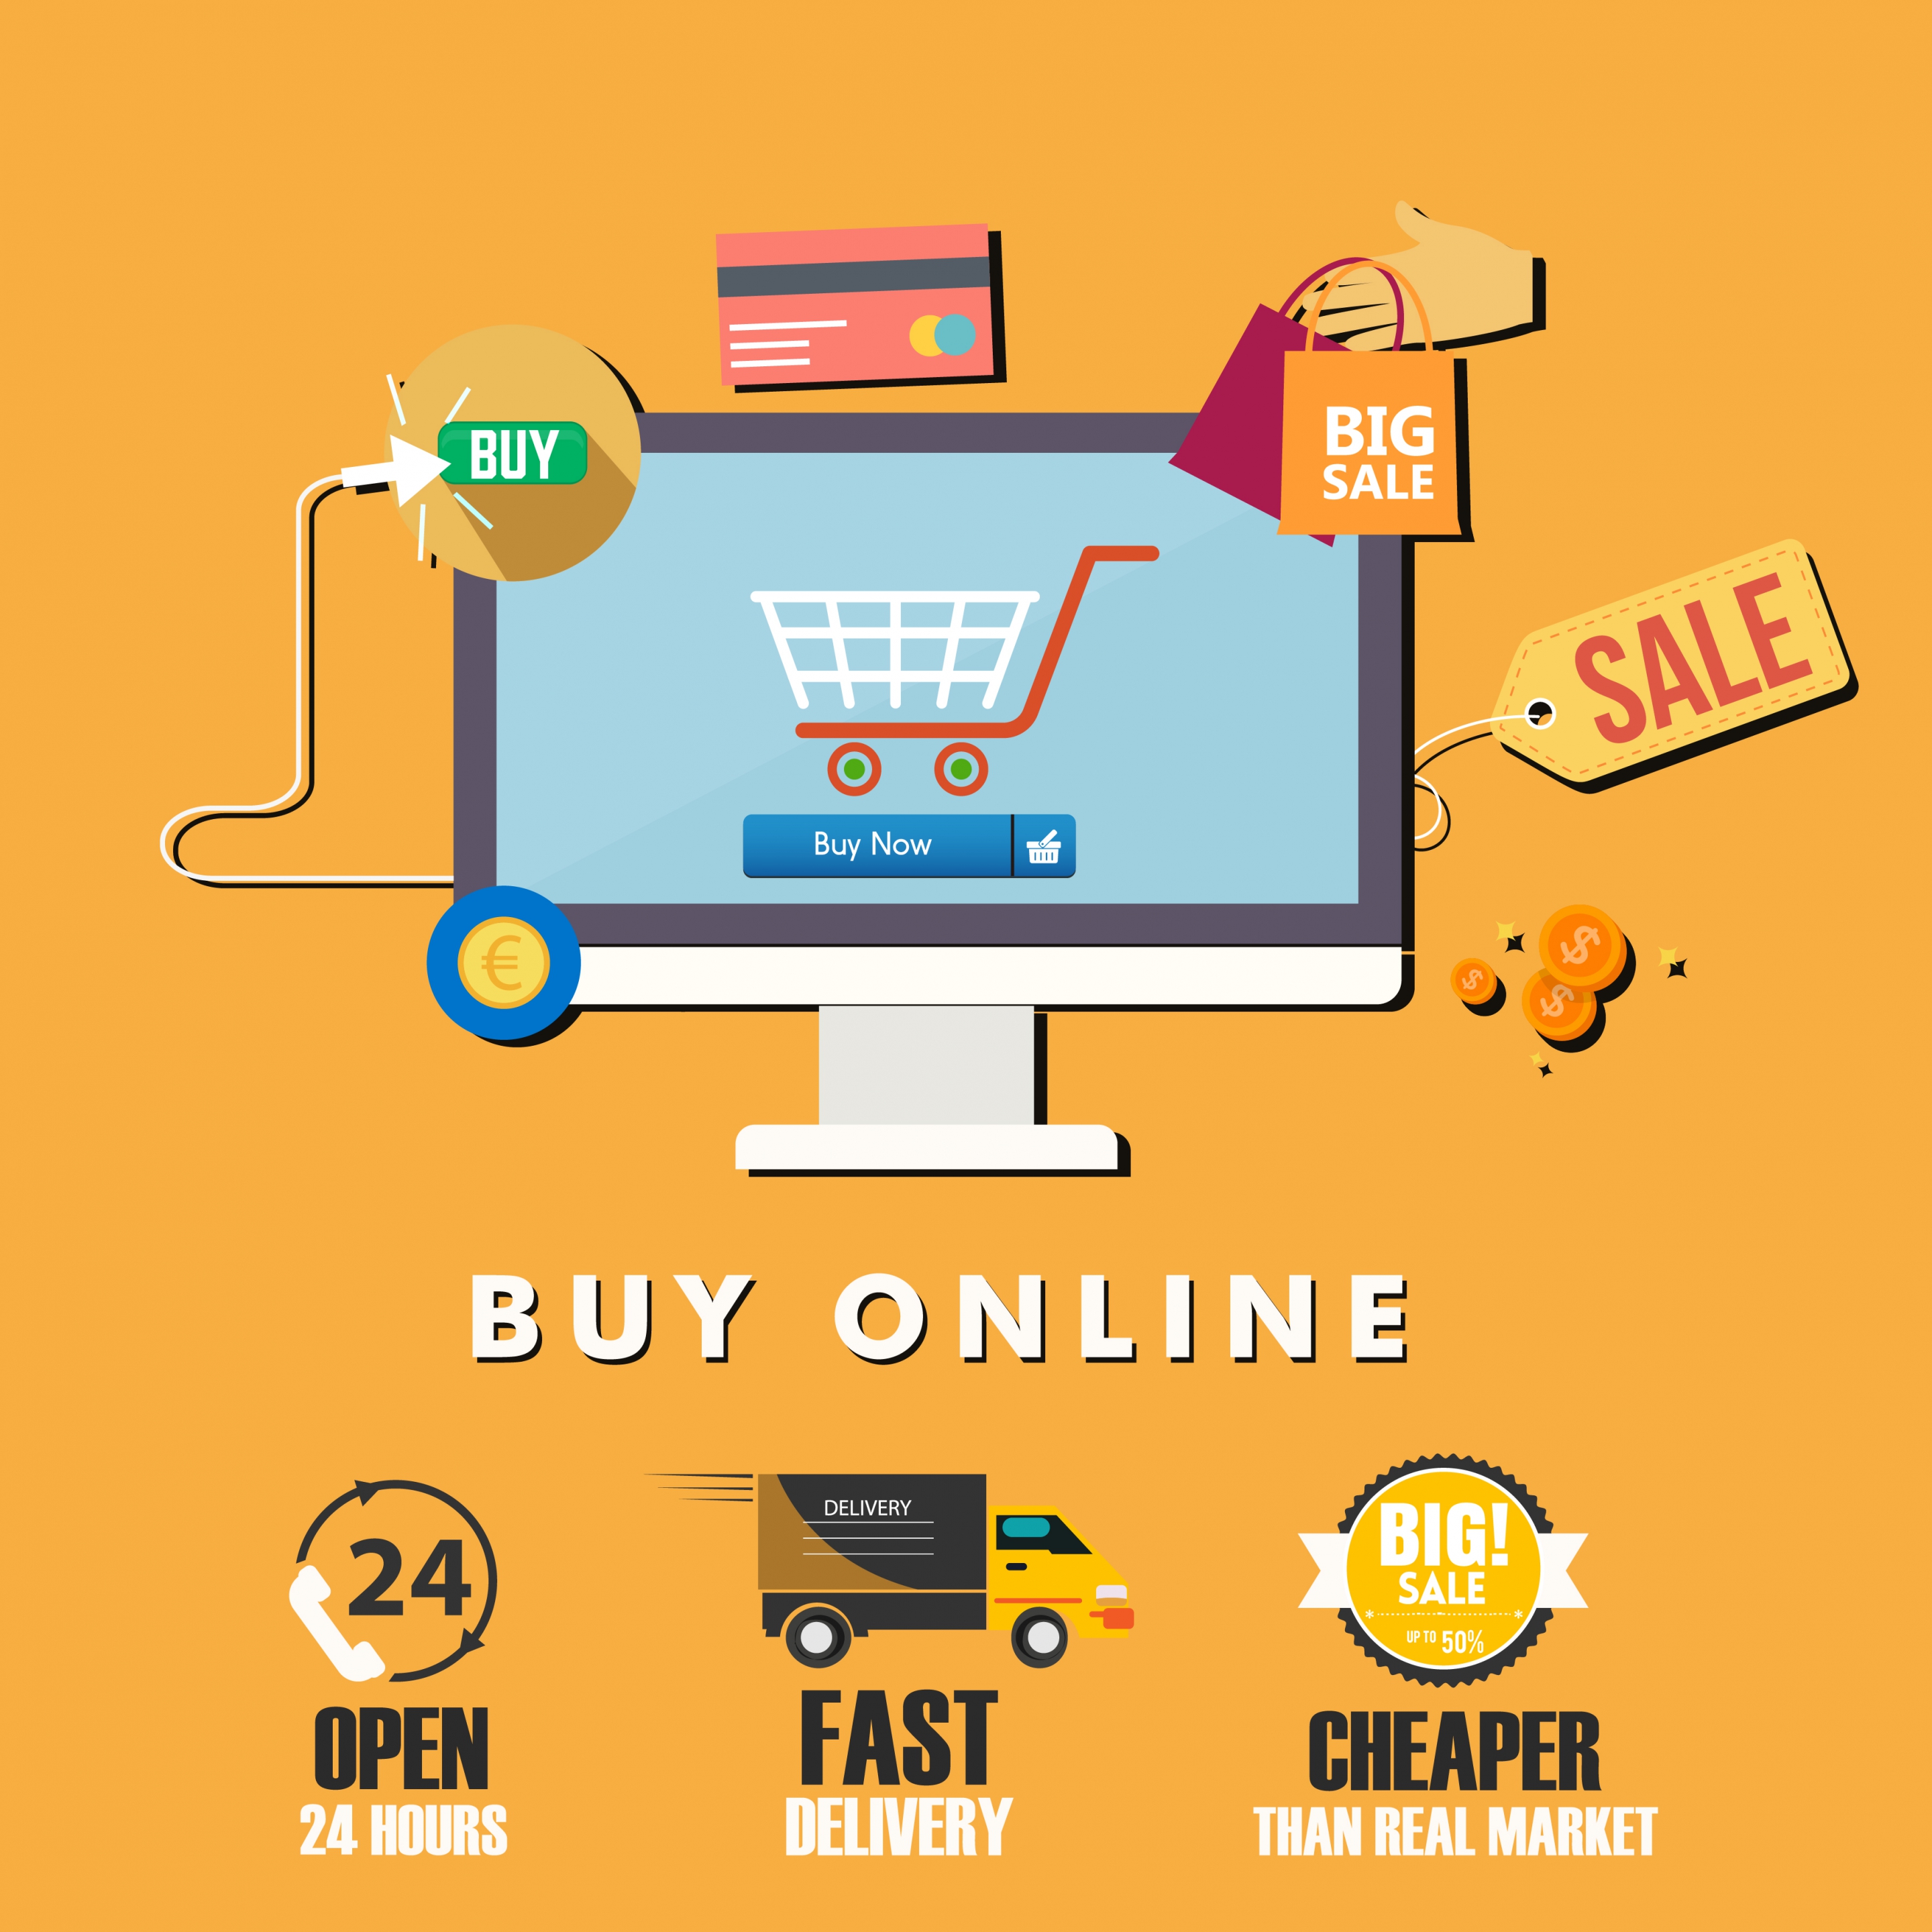 BUY
BIG
SALE
SALE
Buy Now
€
$
$
$
BUY ONLINE
24
DELIVERY
BIG!
SALE
UP TO 50%
OPEN
24 HOURS
FAST
DELIVERY
CHEAPER
THAN REAL MARKET